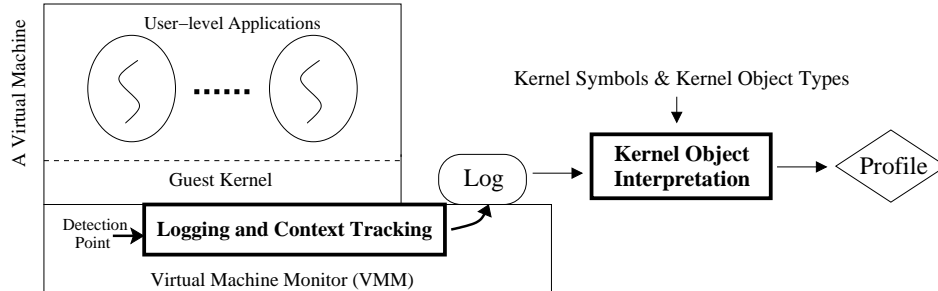 A Virtual Machine
User-level Applications
Guest Kernel
Detection
Point
Logging and Context Tracking
Virtual Machine Monitor (VMM)
Log
Kernel Symbols & Kernel Object Types
Kernel Object
Interpretation
Profile